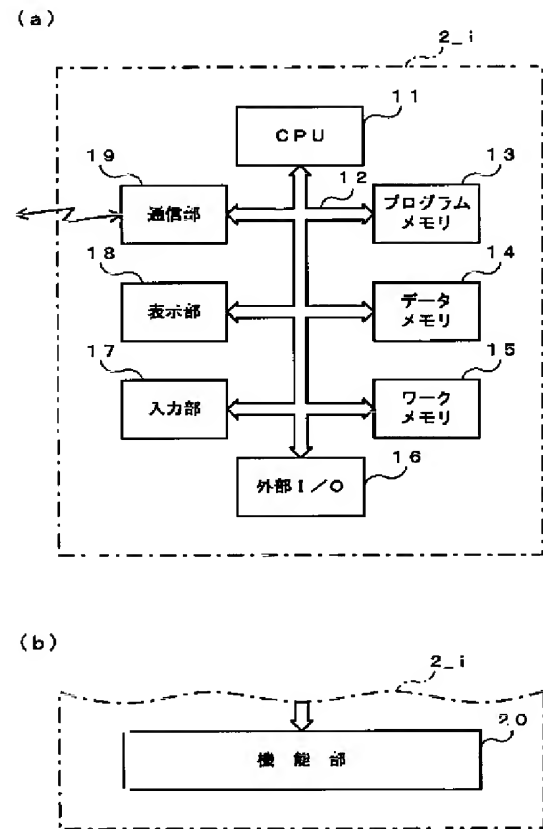 (a)
2_i
11
CPU
19
12
13
通信部
プログラム
メモリ
18
14
表示部
データ
メモリ
17
15
入力部
ワーク
メモリ
16
外部I/O
(b)
2_i
20
機能部